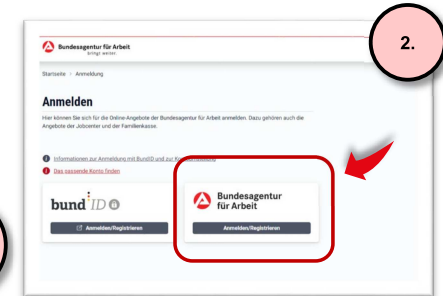 2.
Bundesagentur für Arbeit
bringt weiter.
Startseite › Anmeldung
Anmelden
Hier können Sie sich für die Online-Angebote der Bundesagentur für Arbeit anmelden. Dazu gehören auch die
Angebote der Jobcenter und der Familienkasse.
Informationen zur Anmeldung mit BundID und zur
Das passende Konto finden
bund ID
Anmelden/Registrieren
Bundesagentur
für Arbeit
Anmelden/Registrieren